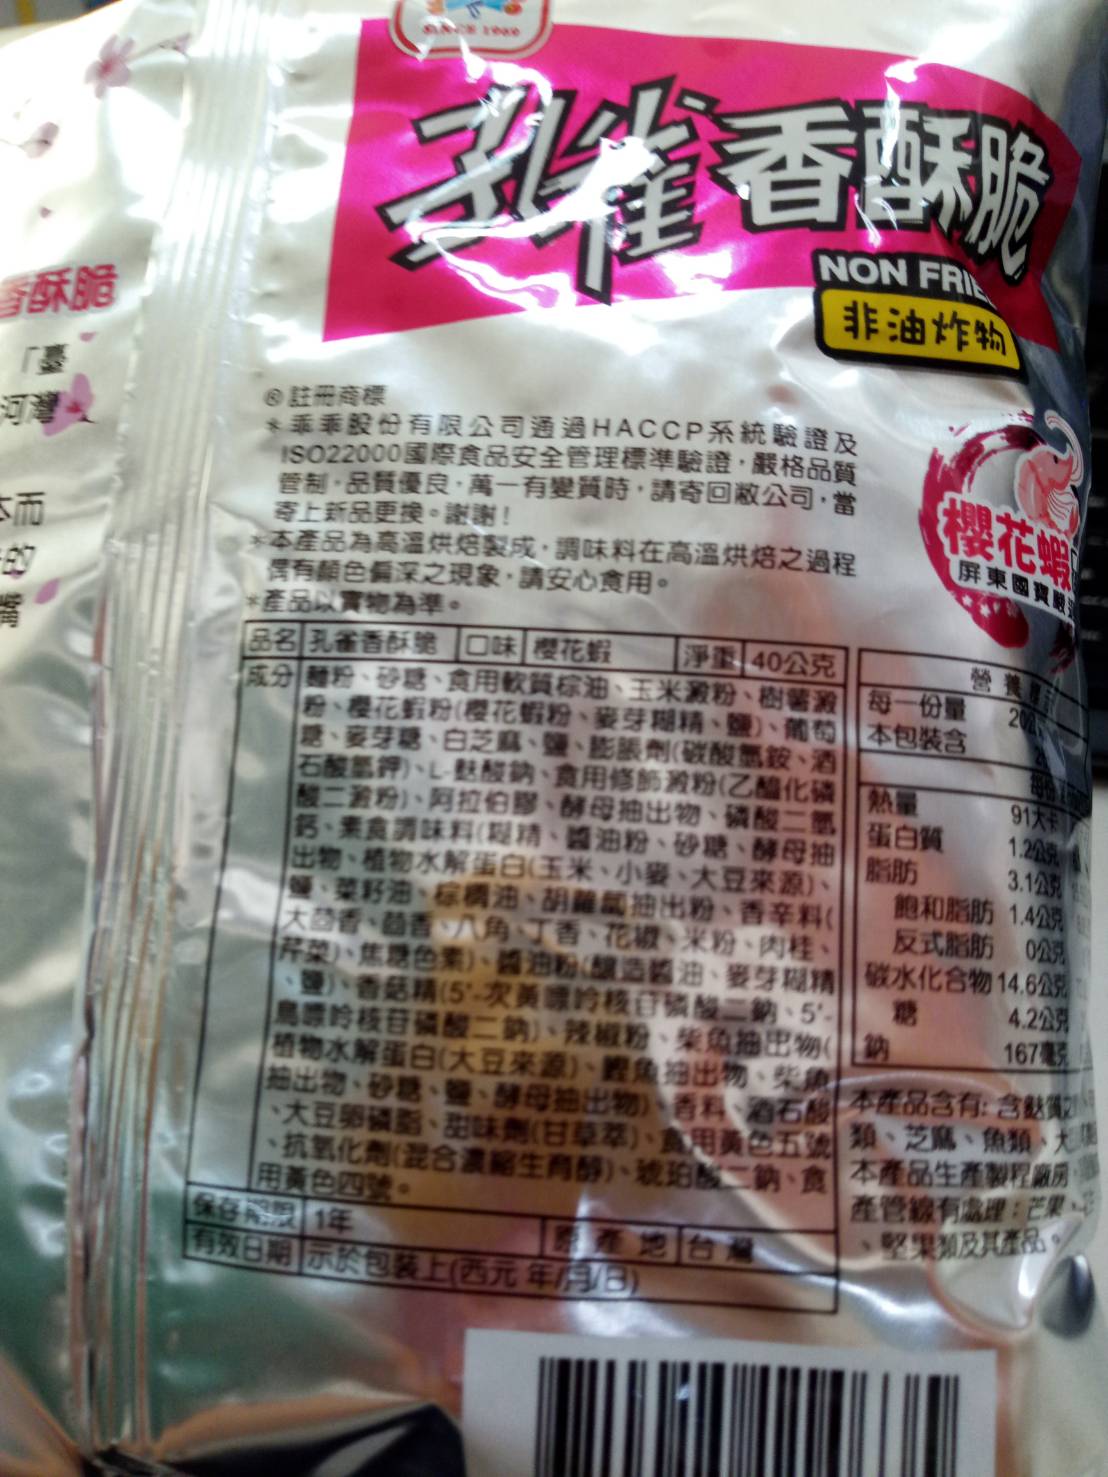 SINCE 1969
孔雀香酥脆
NON FRIE
非油炸物
香酥脆
「臺
河灣
本而
的
嘴
® 註冊商標
*乖乖股份有限公司通過HACCP系統驗證及
ISO22000國際食品安全管理標準驗證,嚴格品質
管制,品質優良,萬一有變質時,請寄回敝公司,當
寄上新品更換。謝謝!
*本產品為高溫烘焙製成,調味料在高溫烘焙之過程
偶有顏色偏深之現象,請安心食用。
*產品以實物為準。
櫻花蝦
屏東國寶
品名 孔雀香酥脆 口味 櫻花蝦 淨重 40公克
成分 麵粉、砂糖、食用軟質棕油、玉米澱粉、樹薯澱
粉、櫻花蝦粉(櫻花蝦粉、麥芽糊精、鹽)、葡萄
糖、麥芽糖、白芝麻、鹽、膨脹劑(碳酸氫銨、酒
石酸氫鉀)、L-麩酸鈉、食用修飾澱粉(乙醯化磷
酸二澱粉)、阿拉伯膠、酵母抽出物、磷酸二氫
鈣、素食調味料(糊精、醬油粉、砂糖、酵母抽
出物、植物水解蛋白(玉米、小麥、大豆來源)、
鹽、菜籽油、棕櫚油、胡蘿蔔抽出粉、香辛料(
大茴香、茴香、八角、丁香、花椒、米粉、肉桂、
芹菜)、焦糖色素)、醬油粉(釀造醬油、麥芽糊精
、鹽)、香菇精(5'-次黃嘌呤核苷磷酸二鈉、5'-
鳥嘌呤核苷磷酸二鈉)、辣椒粉、柴魚抽出物(
植物水解蛋白(大豆來源)、鰹魚抽出物、柴魚
抽出物、砂糖、鹽、酵母抽出物)、香料、酒石酸
、大豆卵磷脂、甜味劑(甘草萃)、食用黃色五號
、抗氧化劑(混合濃縮生育醇)、琥珀酸二鈉、食
用黃色四號。
保存期限 1年 原產地 台灣
有效日期 示於包裝上(西元 年/月/日)
營養標示
每一份量 20
本包裝含
熱量 91大卡
蛋白質 1.2公克
脂肪 3.1公克
飽和脂肪 1.4公克
反式脂肪 0公克
碳水化合物 14.6公克
糖 4.2公克
鈉 167毫克
本產品含有:含麩質
類、芝麻、魚類、大
本產品生產製程廠房
產管線有處理:芒果、
、堅果類及其產品。